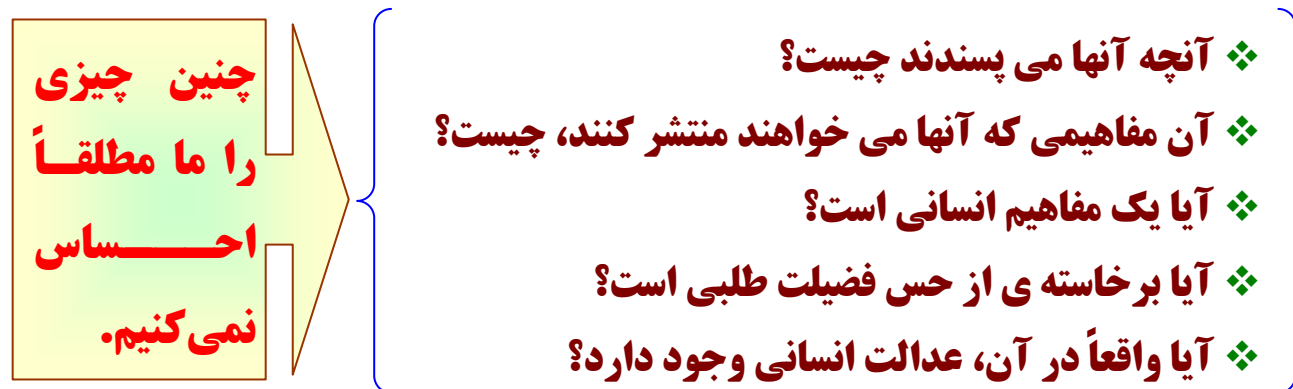 آنچه آنها می پسندند چیست؟
آن مفاهیمی که آنها می خواهند منتشر کنند، چیست؟
آیا یک مفاهیم انسانی است؟
آیا برخاسته ی از حس فضیلت طلبی است؟
آیا واقعاً در آن، عدالت انسانی وجود دارد؟
چنین چیزی
را ما مطلقــاً
احـــــــساس
نمی‌کنیم.